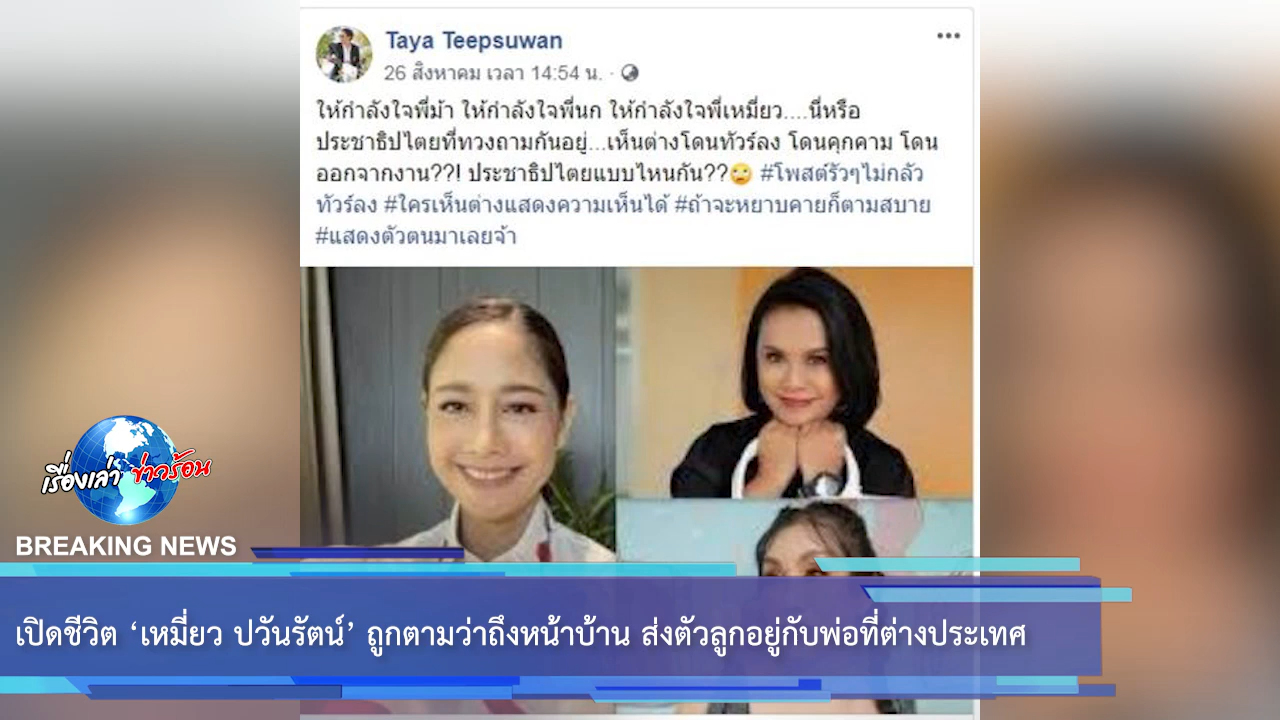 Taya Teepsuwan
26 สิงหาคม เวลา 14:54 น. ·
ให้กำลังใจพี่ม้า ให้กำลังใจพี่นก ให้กำลังใจพี่เหมี่ยว....นี่หรือ
ประชาธิปไตยที่ทวงถามกันอยู่...เห็นต่างโดนทัวร์ลง โดนคุกคาม โดน
ออกจากงาน??! ประชาธิปไตยแบบไหนกัน??🙄 #โพสต์รัวๆไม่กลัว
ทัวร์ลง #ใครเห็นต่างแสดงความเห็นได้ #ถ้าจะหยาบคายก็ตามสบาย
#แสดงตัวตนมาเลยจ้า
เรื่องเล่า ข่าวร้อน
BREAKING NEWS
เปิดชีวิต ‘เหมี่ยว ปวันรัตน์’ ถูกตามว่าถึงหน้าบ้าน ส่งตัวลูกอยู่กับพ่อที่ต่างประเทศ